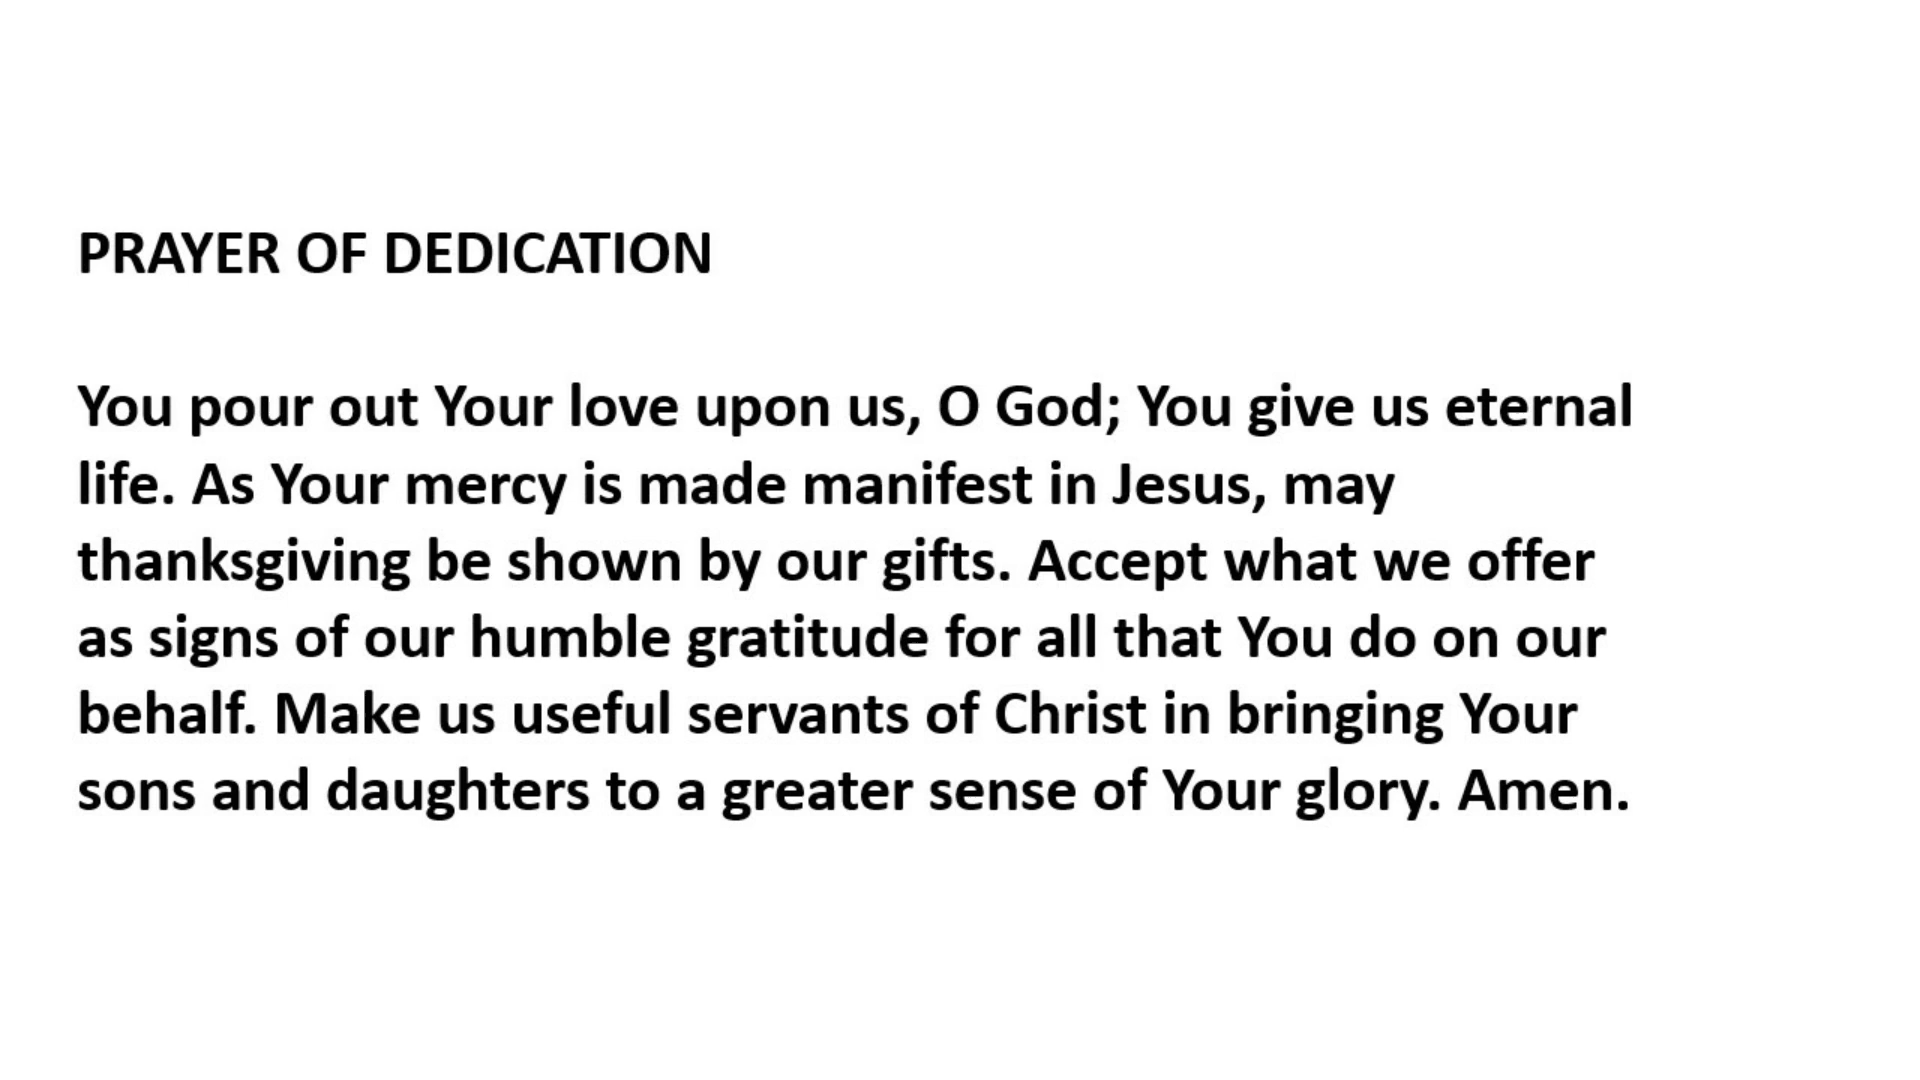 PRAYER OF DEDICATION
You pour out Your love upon us, O God; You give us eternal
life. As Your mercy is made manifest in Jesus, may
thanksgiving be shown by our gifts. Accept what we offer
as signs of our humble gratitude for all that You do on our
behalf. Make us useful servants of Christ in bringing Your
sons and daughters to a greater sense of Your glory. Amen.